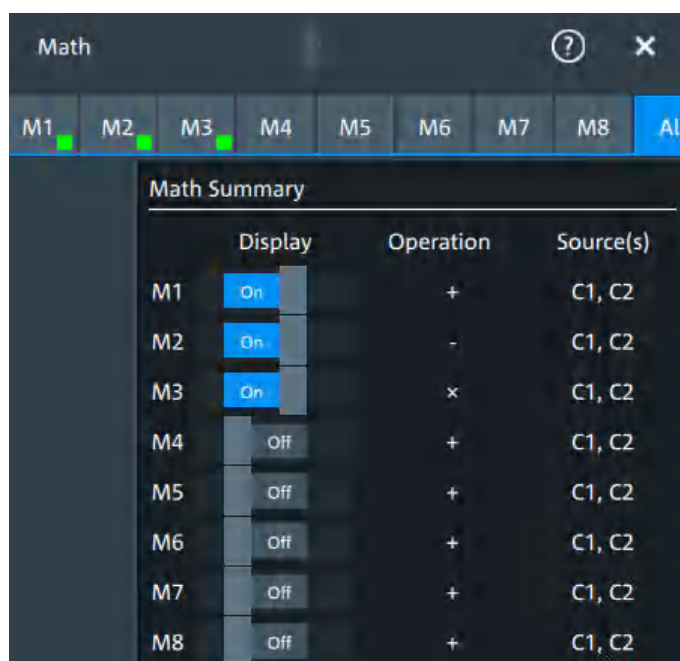 Math ? ×
M1 M2 M3 M4 M5 M6 M7 M8 Al
Math Summary
Display Operation Source(s)
M1 On + C1, C2
M2 On - C1, C2
M3 On × C1, C2
M4 Off + C1, C2
M5 Off + C1, C2
M6 Off + C1, C2
M7 Off + C1, C2
M8 Off + C1, C2